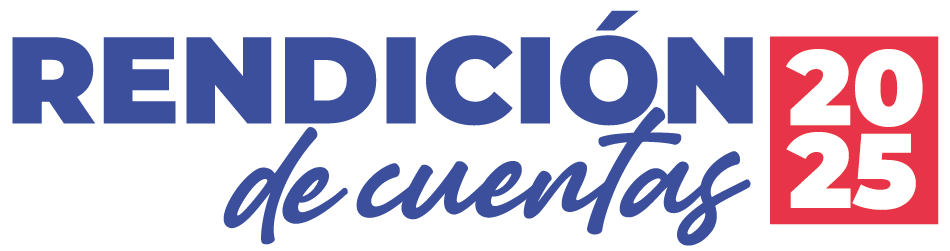 RENDICIÓN
de cuentas
20
25